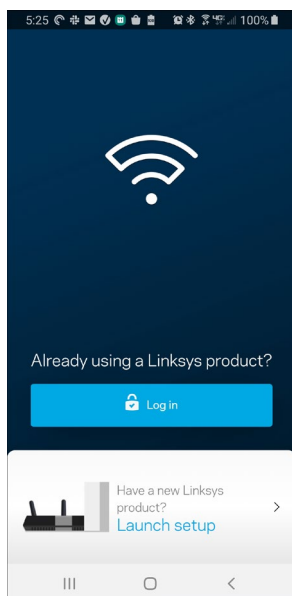 5:25 100%
Already using a Linksys product?
Log in
Have a new Linksys
product?
Launch setup